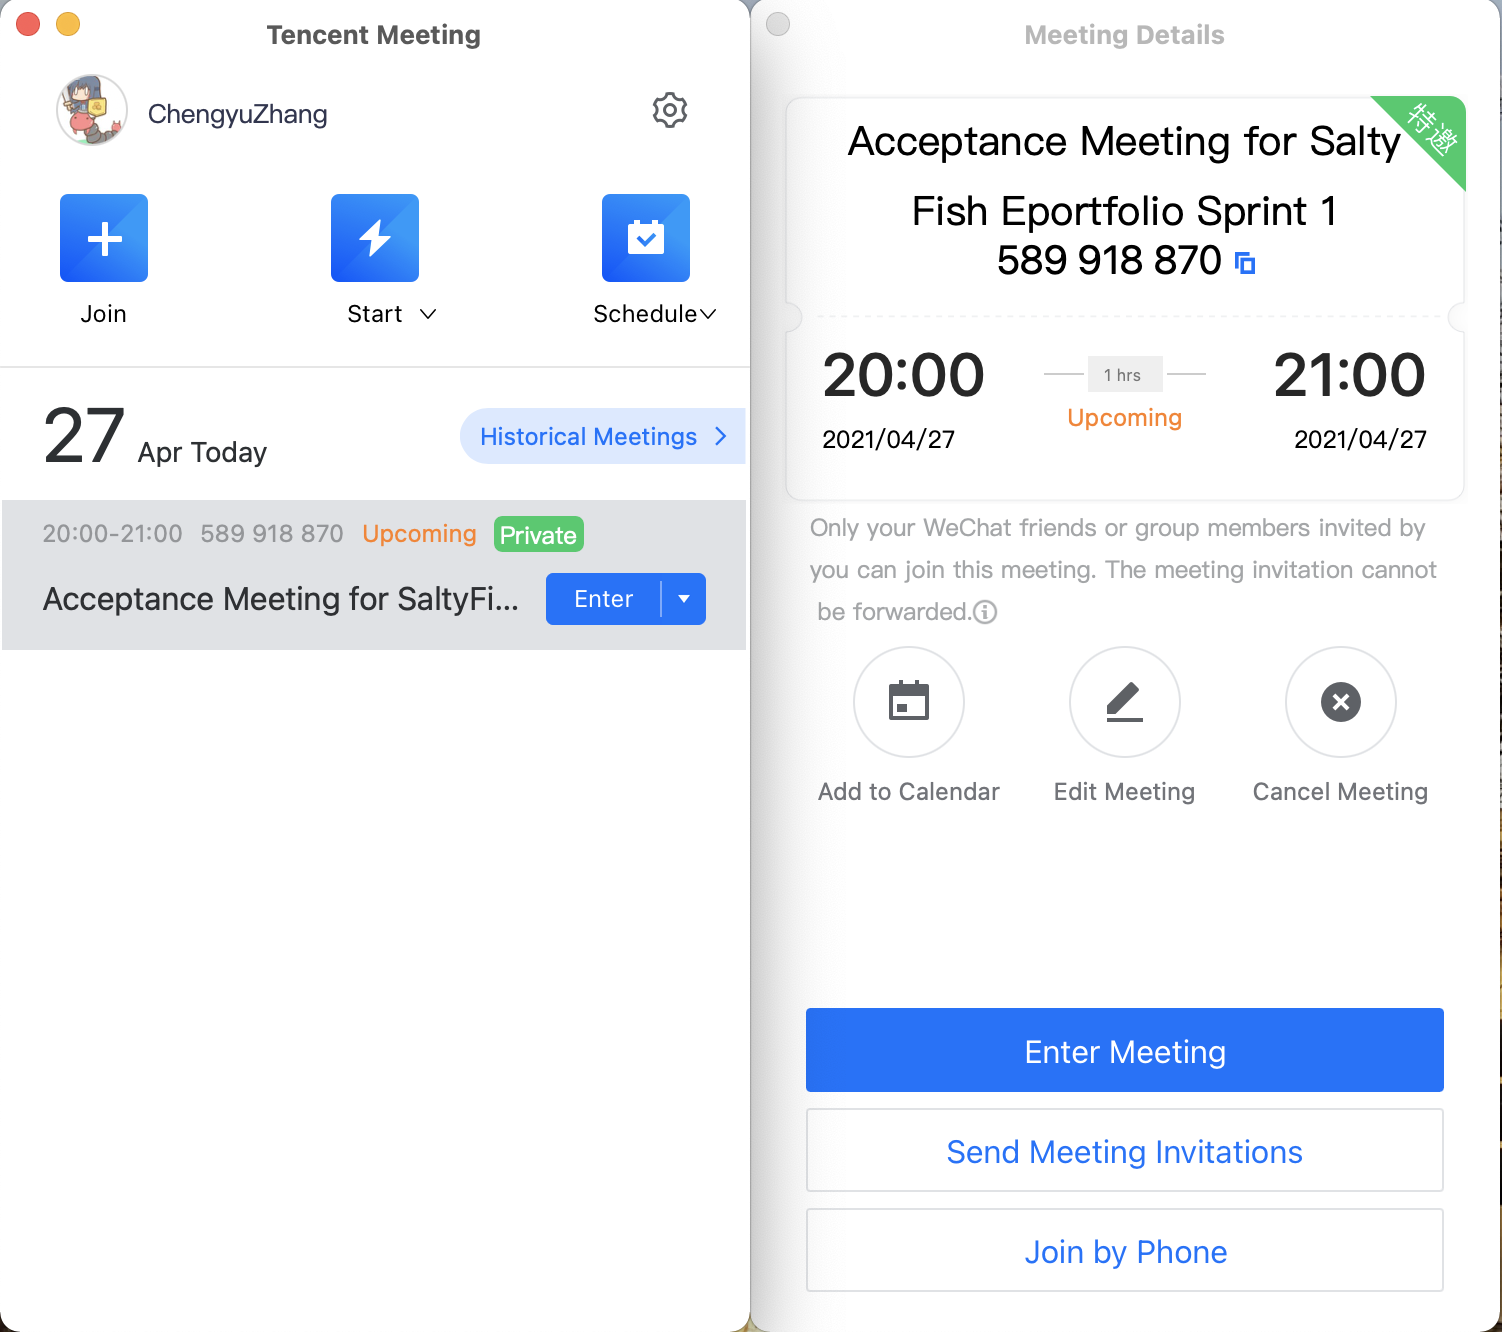 Tencent Meeting
ChengyuZhang
Join
Start
Schedule
27 Apr Today
Historical Meetings
20:00-21:00 589 918 870 Upcoming Private
Acceptance Meeting for SaltyFi...
Enter
Meeting Details
特邀
Acceptance Meeting for Salty
Fish Eportfolio Sprint 1
589 918 870
20:00 1 hrs 21:00
Upcoming
2021/04/27 2021/04/27
Only your WeChat friends or group members invited by
you can join this meeting. The meeting invitation cannot
be forwarded.
Add to Calendar
Edit Meeting
Cancel Meeting
Enter Meeting
Send Meeting Invitations
Join by Phone